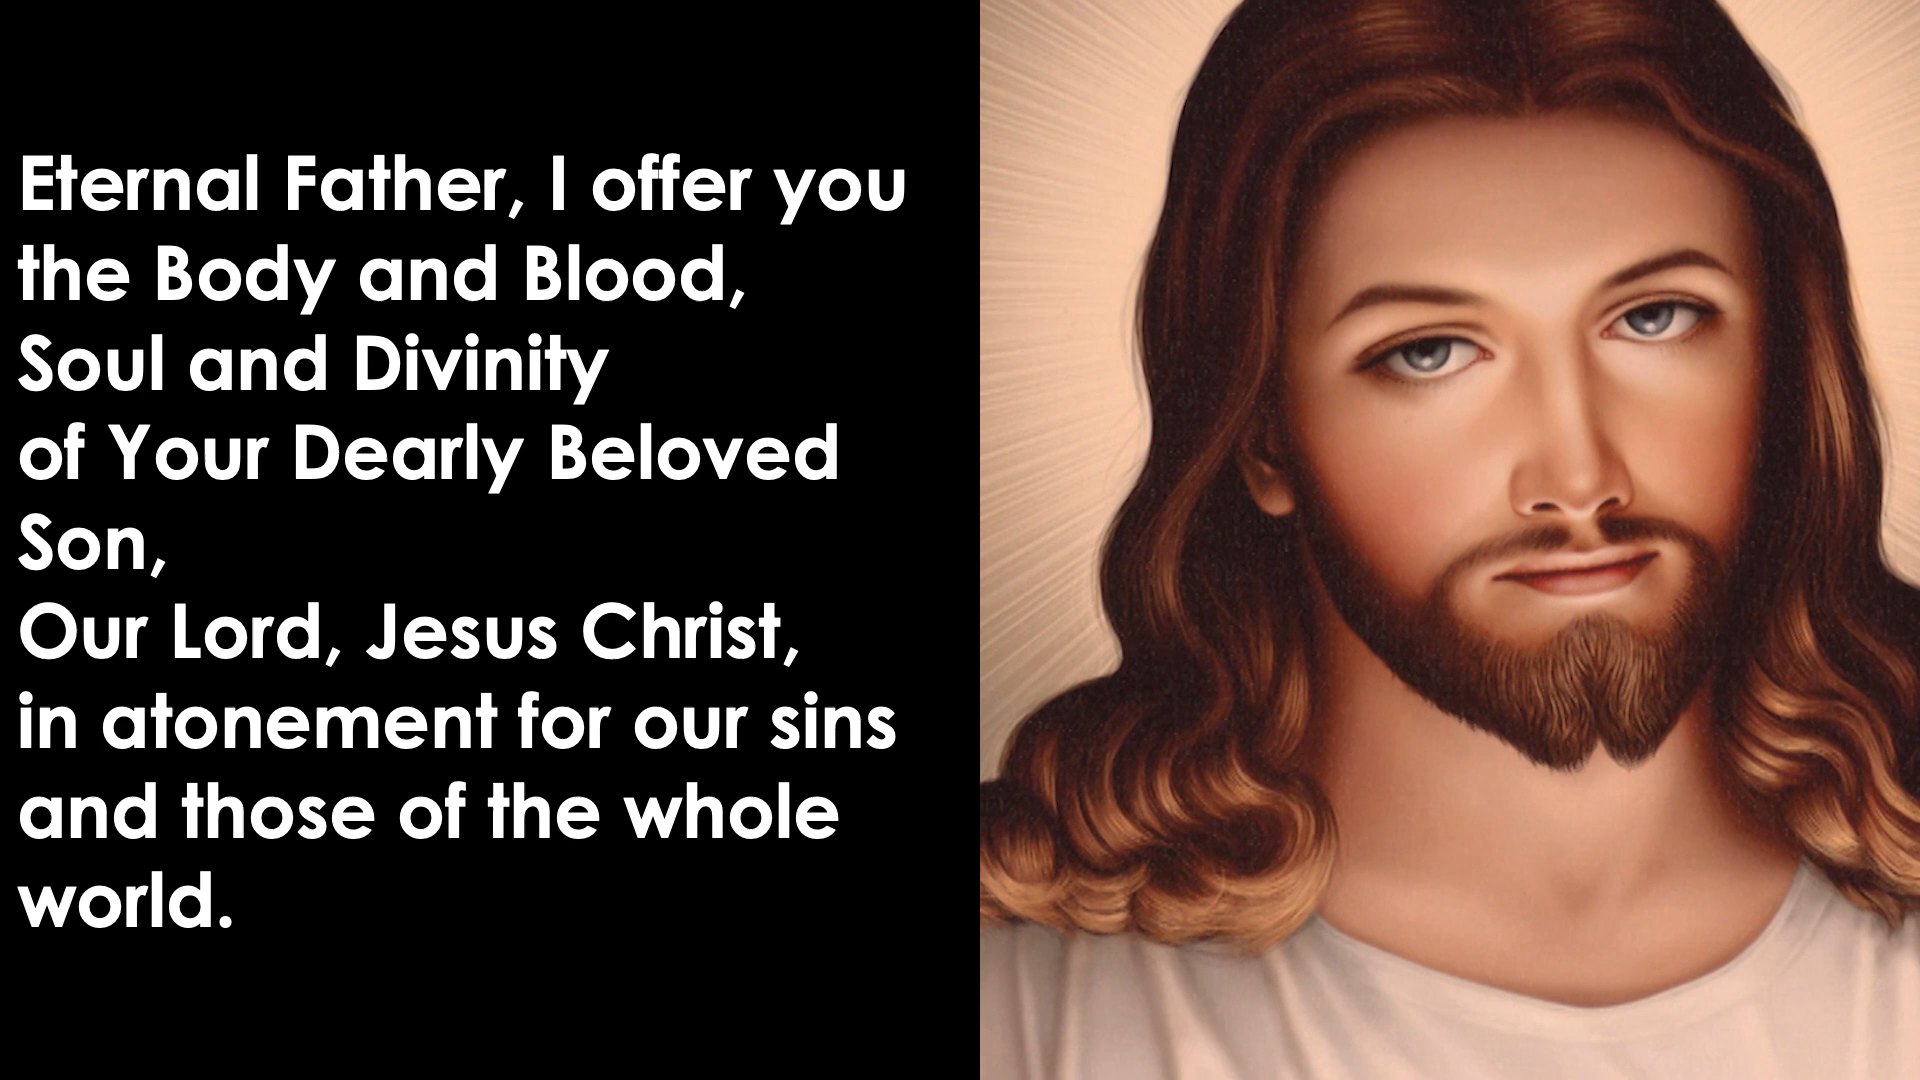 Eternal Father, I offer you
the Body and Blood,
Soul and Divinity
of Your Dearly Beloved
Son,
Our Lord, Jesus Christ,
in atonement for our sins
and those of the whole
world.